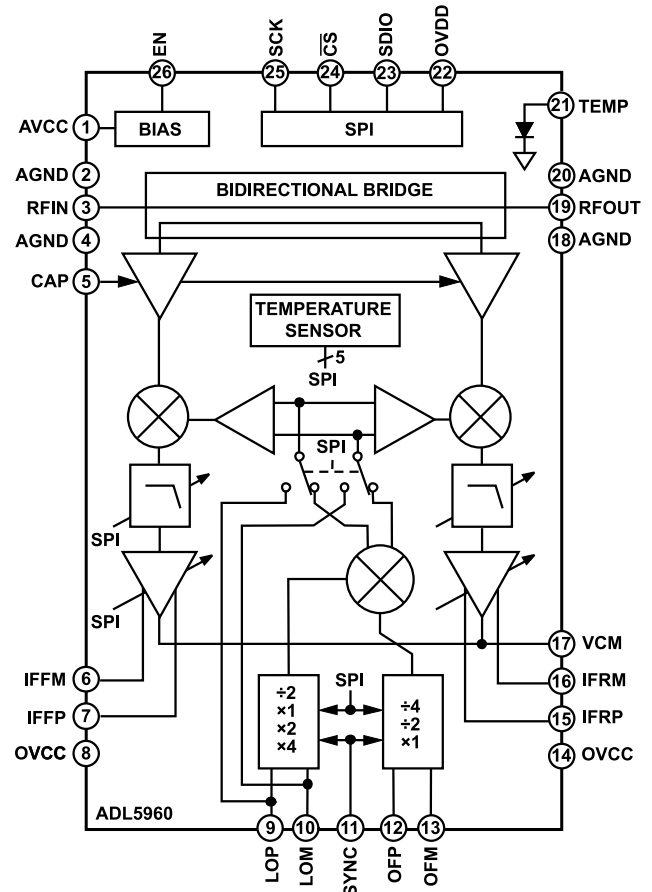 EN
SCK
CS
SDIO
OVDD
26
25
24
23
22
AVCC 1
BIAS
SPI
21 TEMP
AGND 2
20 AGND
BIDIRECTIONAL BRIDGE
RFIN 3
19 RFOUT
AGND 4
18 AGND
CAP 5
TEMPERATURE
SENSOR
5
SPI
SPI
SPI
SPI
17 VCM
IFFM 6
16 IFRM
IFFP 7
15 IFRP
OVCC 8
14 OVCC
SPI
÷2
×1
×2
×4
÷4
÷2
×1
ADL5960
9
10
11
12
13
LOP
LOM
SYNC
OFP
OFM